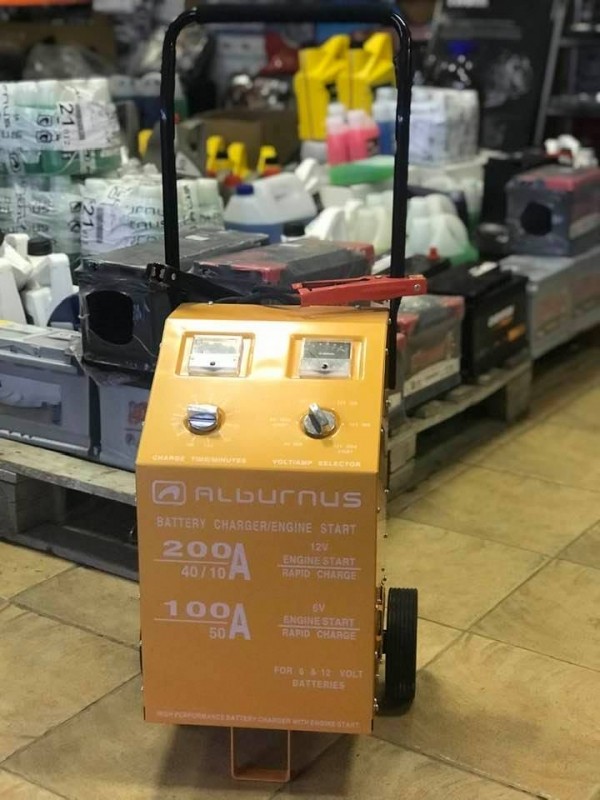 CHARGE TIME/MINUTES
VOLT/AMP SELECTOR
ALBURNUS
BATTERY CHARGER/ENGINE START
200A
40/10
12V
ENGINE START
RAPID CHARGE
100A
50
6V
ENGINE START
RAPID CHARGE
FOR 6 & 12 VOLT
BATTERIES
HIGH PERFORMANCE BATTERY CHARGER WITH ENGINE START